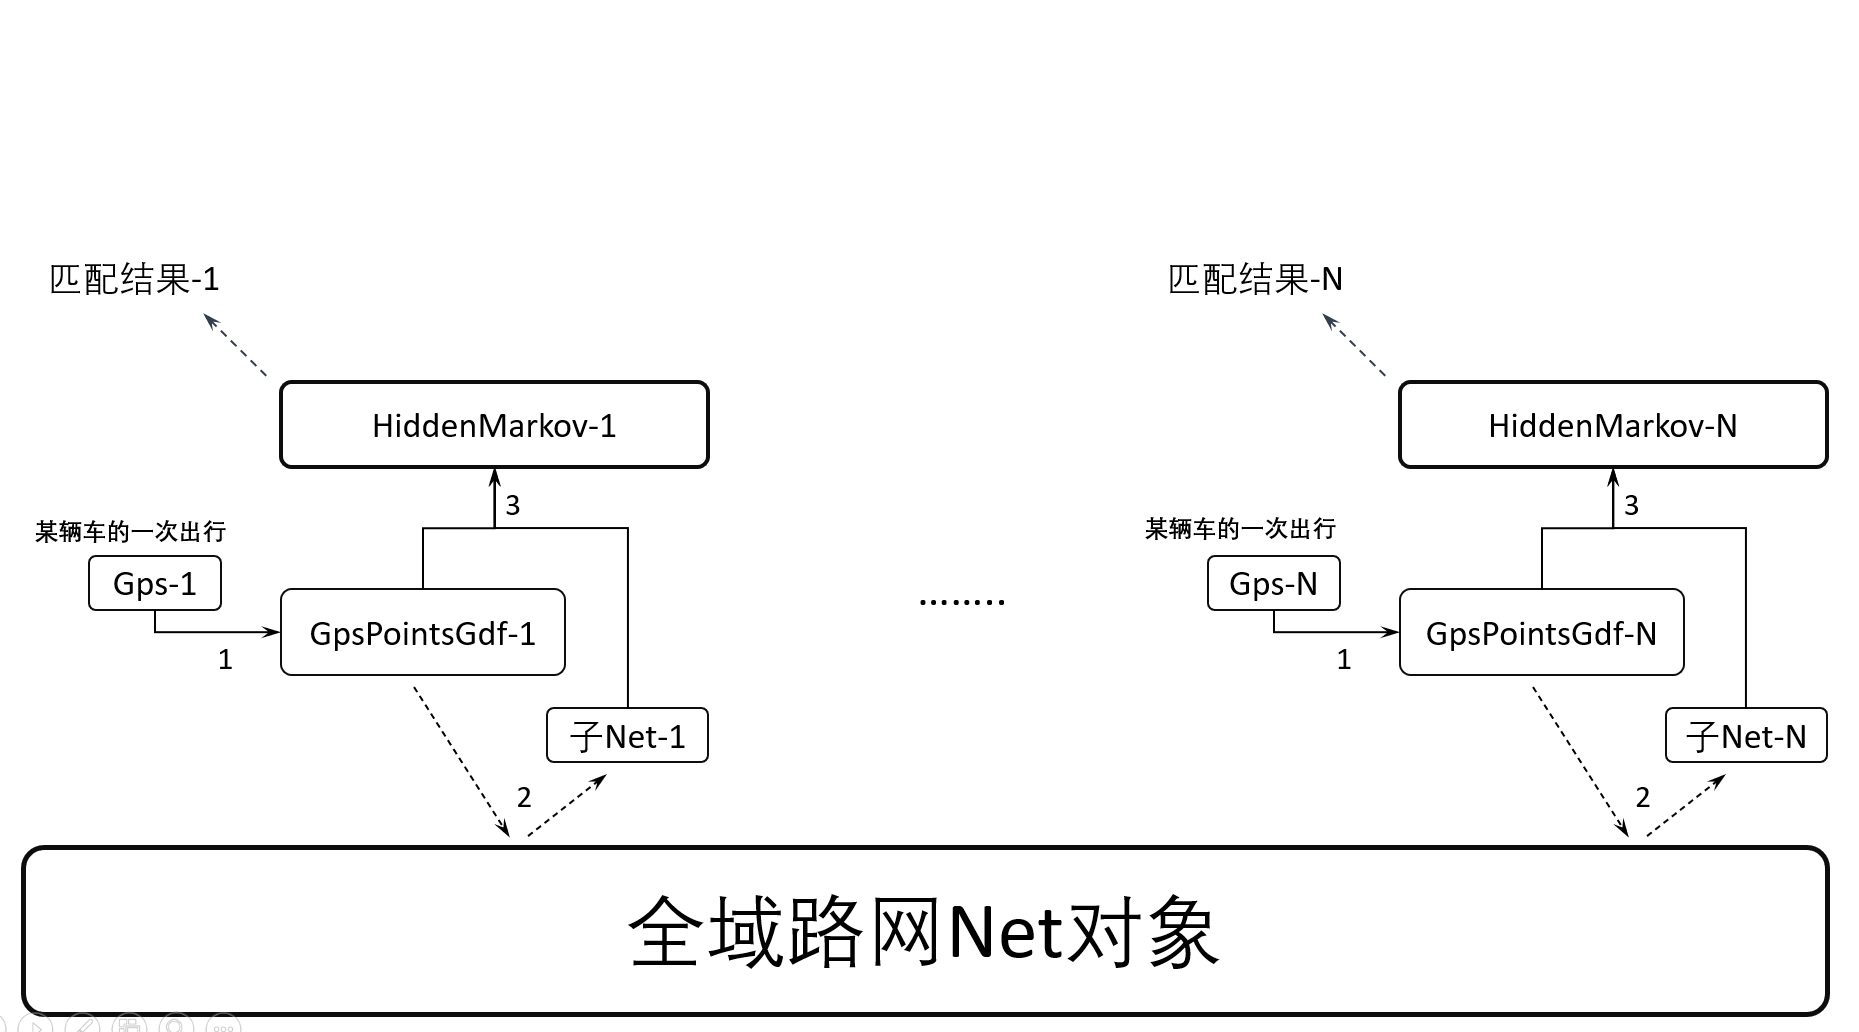 匹配结果-1
HiddenMarkov-1
3
某辆车的一次出行
Gps-1
1
GpsPointsGdf-1
子Net-1
2
........
匹配结果-N
HiddenMarkov-N
3
某辆车的一次出行
Gps-N
1
GpsPointsGdf-N
子Net-N
2
全域路网Net对象